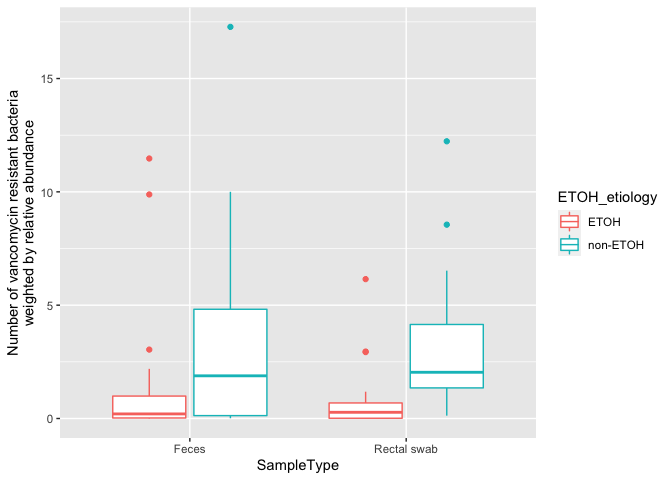 Number of vancomycin resistant bacteria
weighted by relative abundance
15
10
5
0
Feces
Rectal swab
SampleType
ETOH_etiology
ETOH
non-ETOH